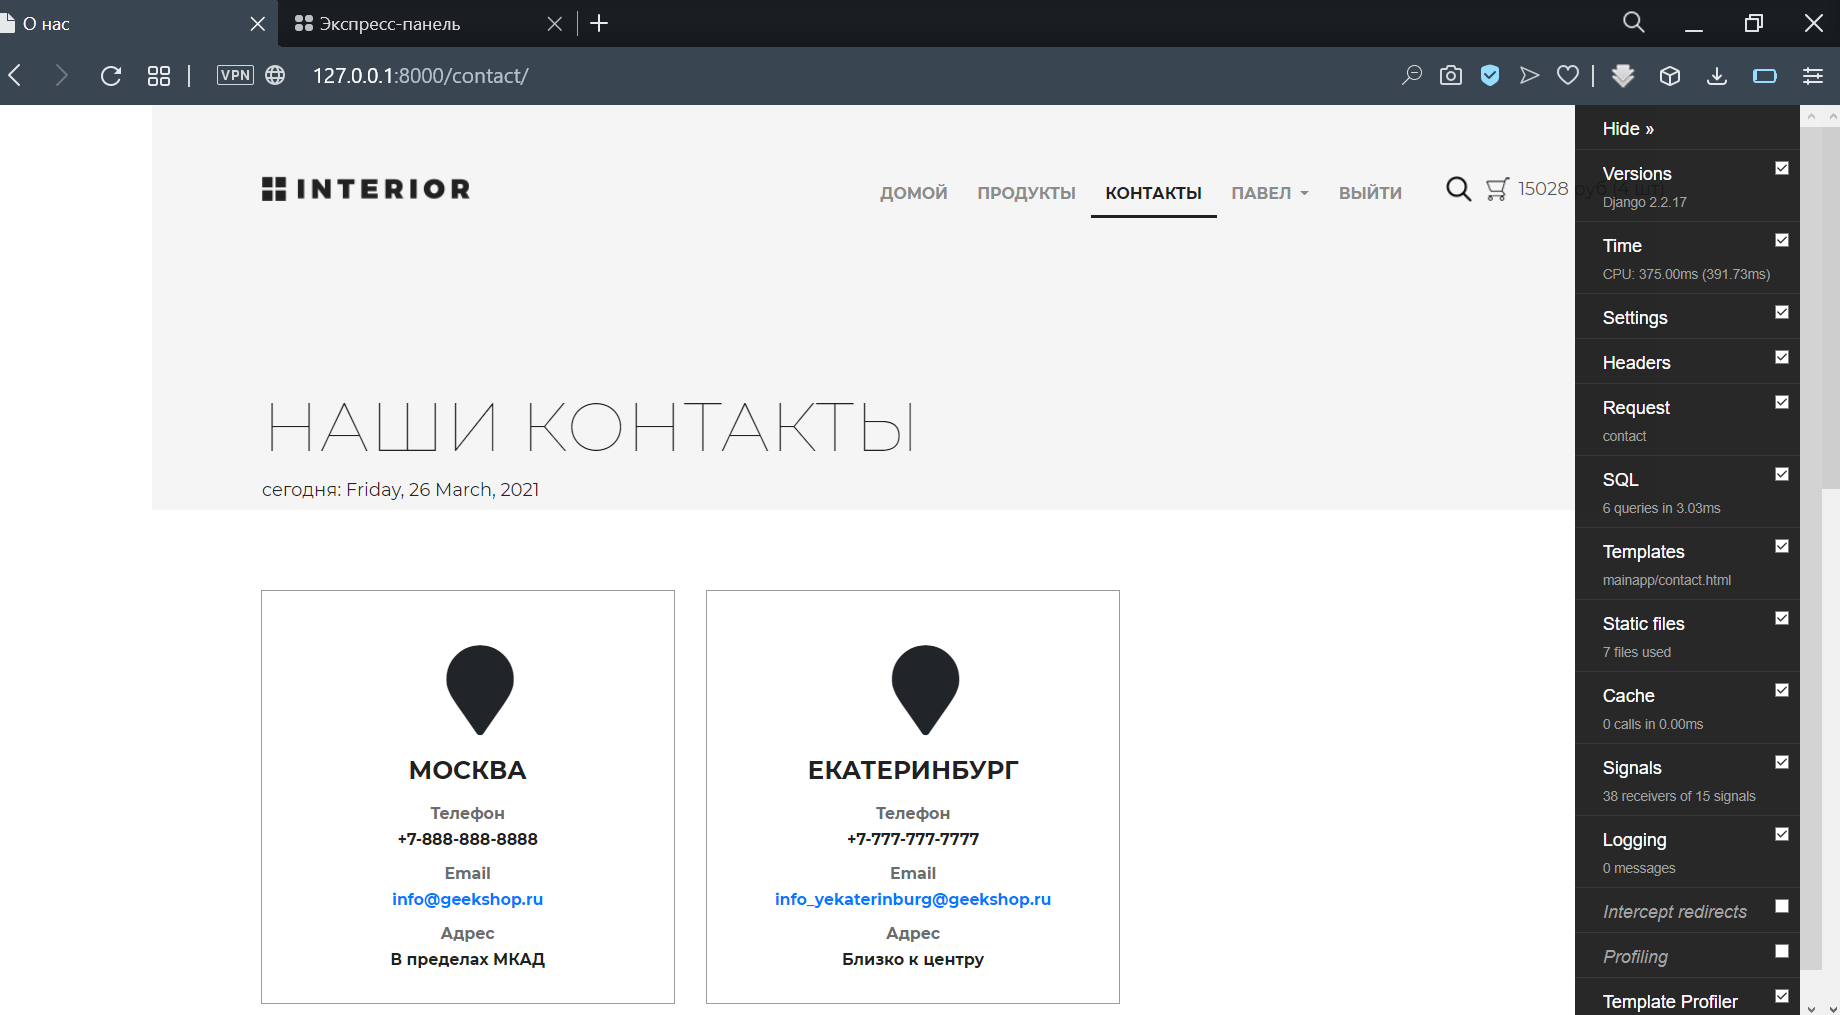 О нас
Экспресс-панель
VPN
127.0.0.1:8000/contact/
INTERIOR
ДОМОЙ
ПРОДУКТЫ
КОНТАКТЫ
ПАВЕЛ
ВЫЙТИ
15028 руб (4 шт)
НАШИ КОНТАКТЫ
сегодня: Friday, 26 March, 2021
МОСКВА
Телефон
+7-888-888-8888
Email
info@geekshop.ru
Адрес
В пределах МКАД
ЕКАТЕРИНБУРГ
Телефон
+7-777-777-7777
Email
info_yekaterinburg@geekshop.ru
Адрес
Близко к центру
Hide »
Versions
Django 2.2.17
Time
CPU: 375.00ms (391.73ms)
Settings
Headers
Request
contact
SQL
6 queries in 3.03ms
Templates
mainapp/contact.html
Static files
7 files used
Cache
0 calls in 0.00ms
Signals
38 receivers of 15 signals
Logging
0 messages
Intercept redirects
Profiling
Template Profiler